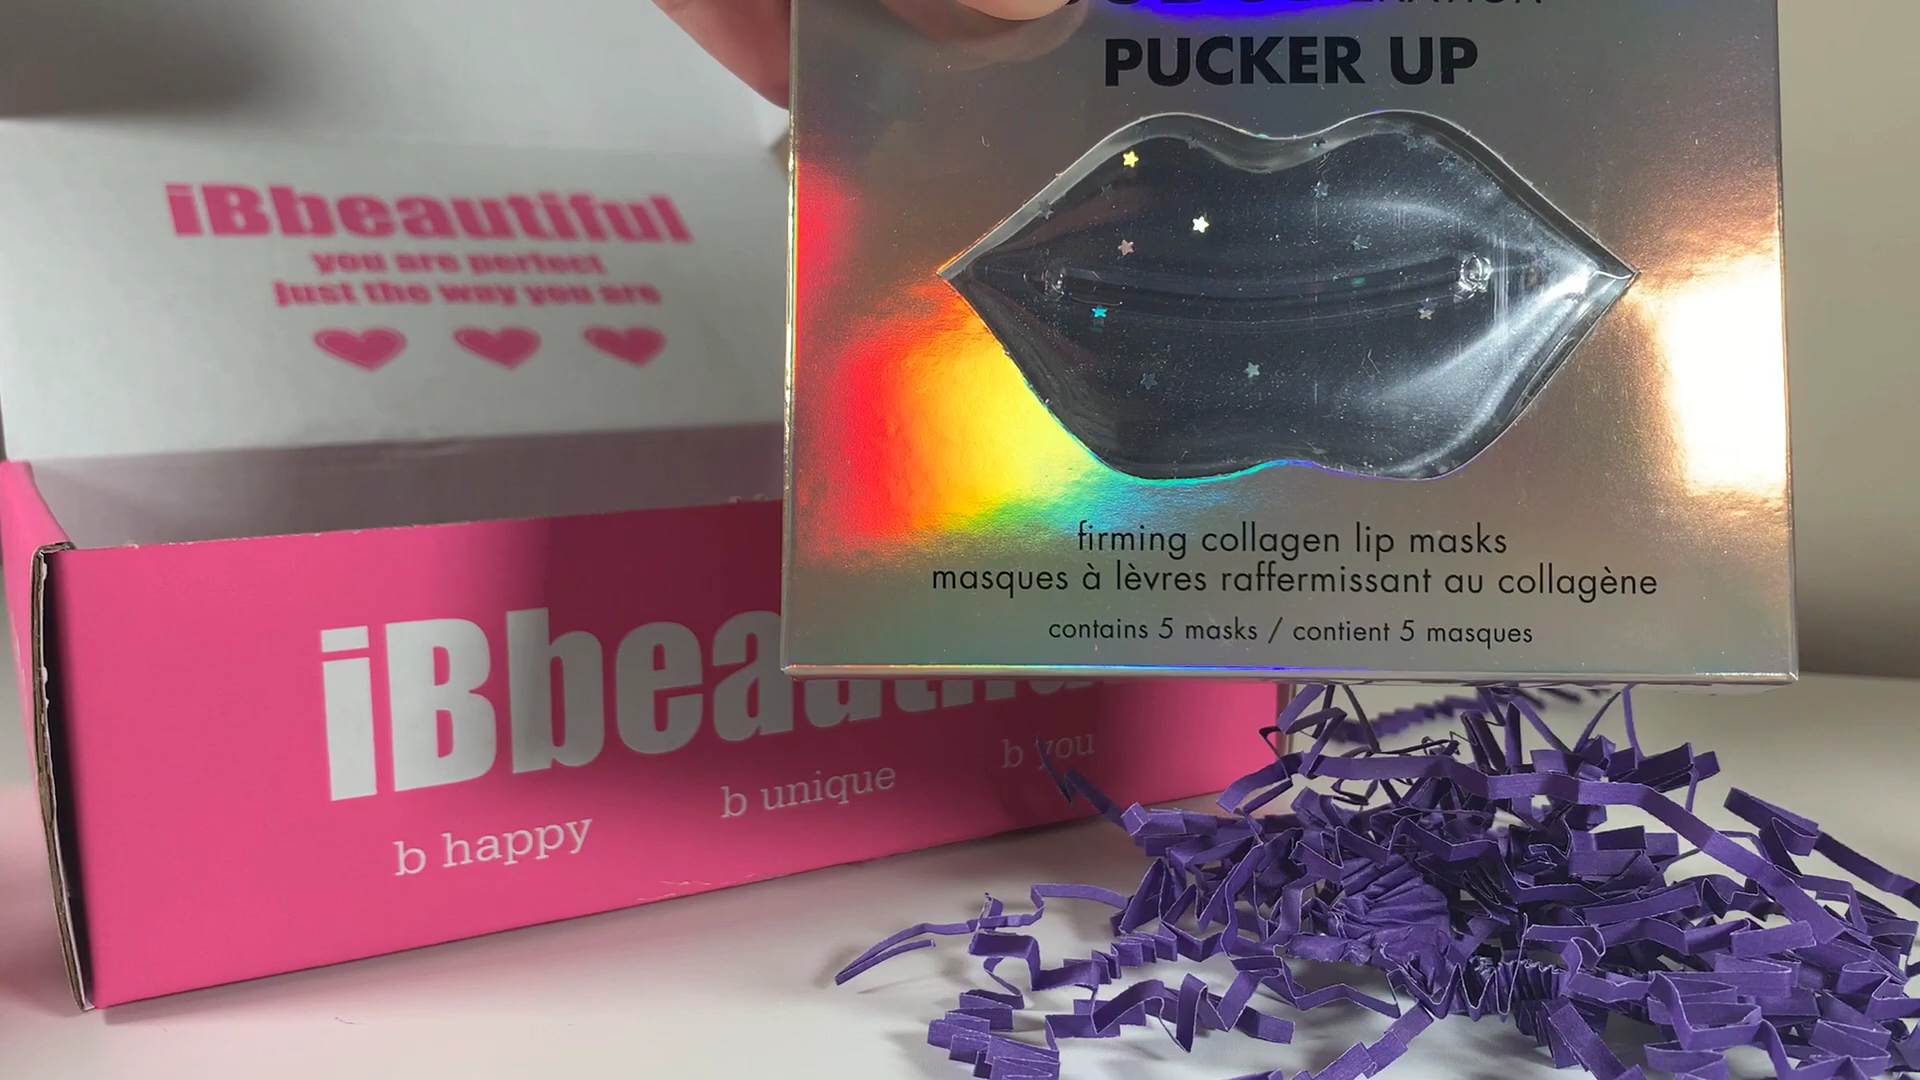 iBbeautiful
you are perfect
just the way you are
PUCKER UP
firming collagen lip masks
masques à lèvres raffermissant au collagène
contains 5 masks / contient 5 masques
b happy
b unique
b you